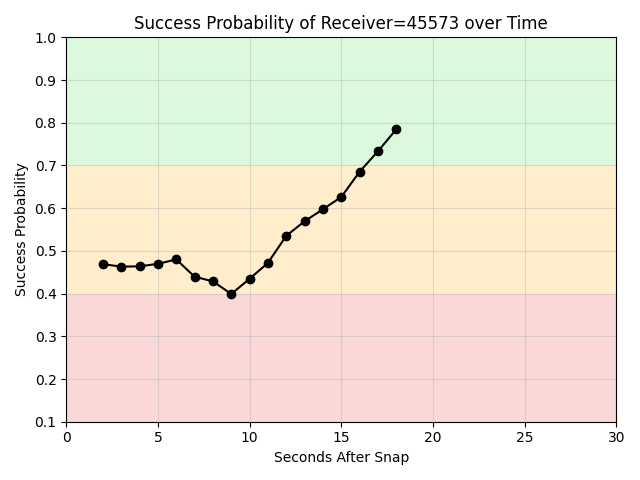 Success Probability of Receiver=45573 over Time
1.0
0.9
0.8
0.7
0.6
0.5
0.4
0.3
0.2
0.1
Success Probability
0 5 10 15 20 25 30
Seconds After Snap